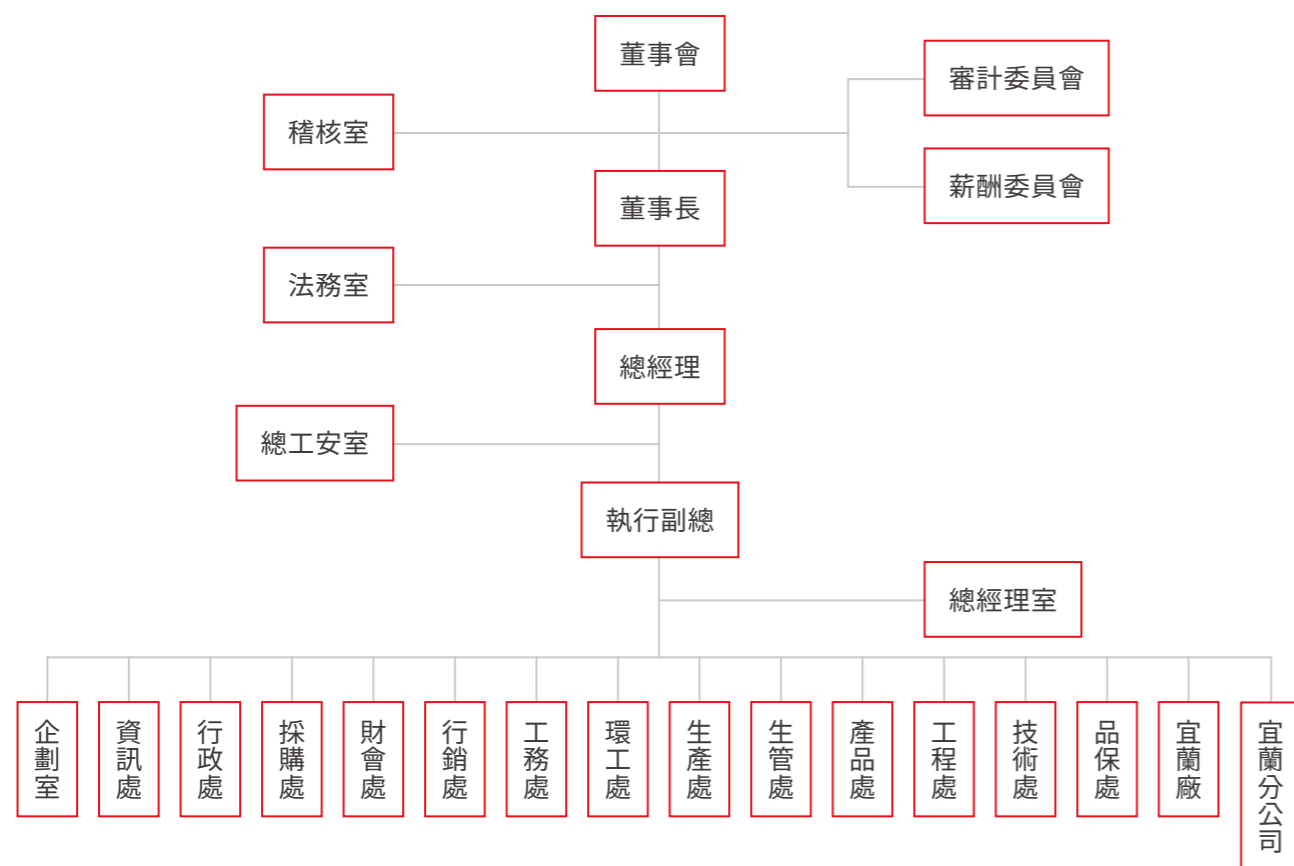 董事會
審計委員會
稽核室
薪酬委員會
董事長
法務室
總經理
總工安室
執行副總
總經理室
企劃室
資訊處
行政處
採購處
財會處
行銷處
工務處
環工處
生產處
生管處
產品處
工程處
技術處
品保處
宜蘭廠
宜蘭分公司